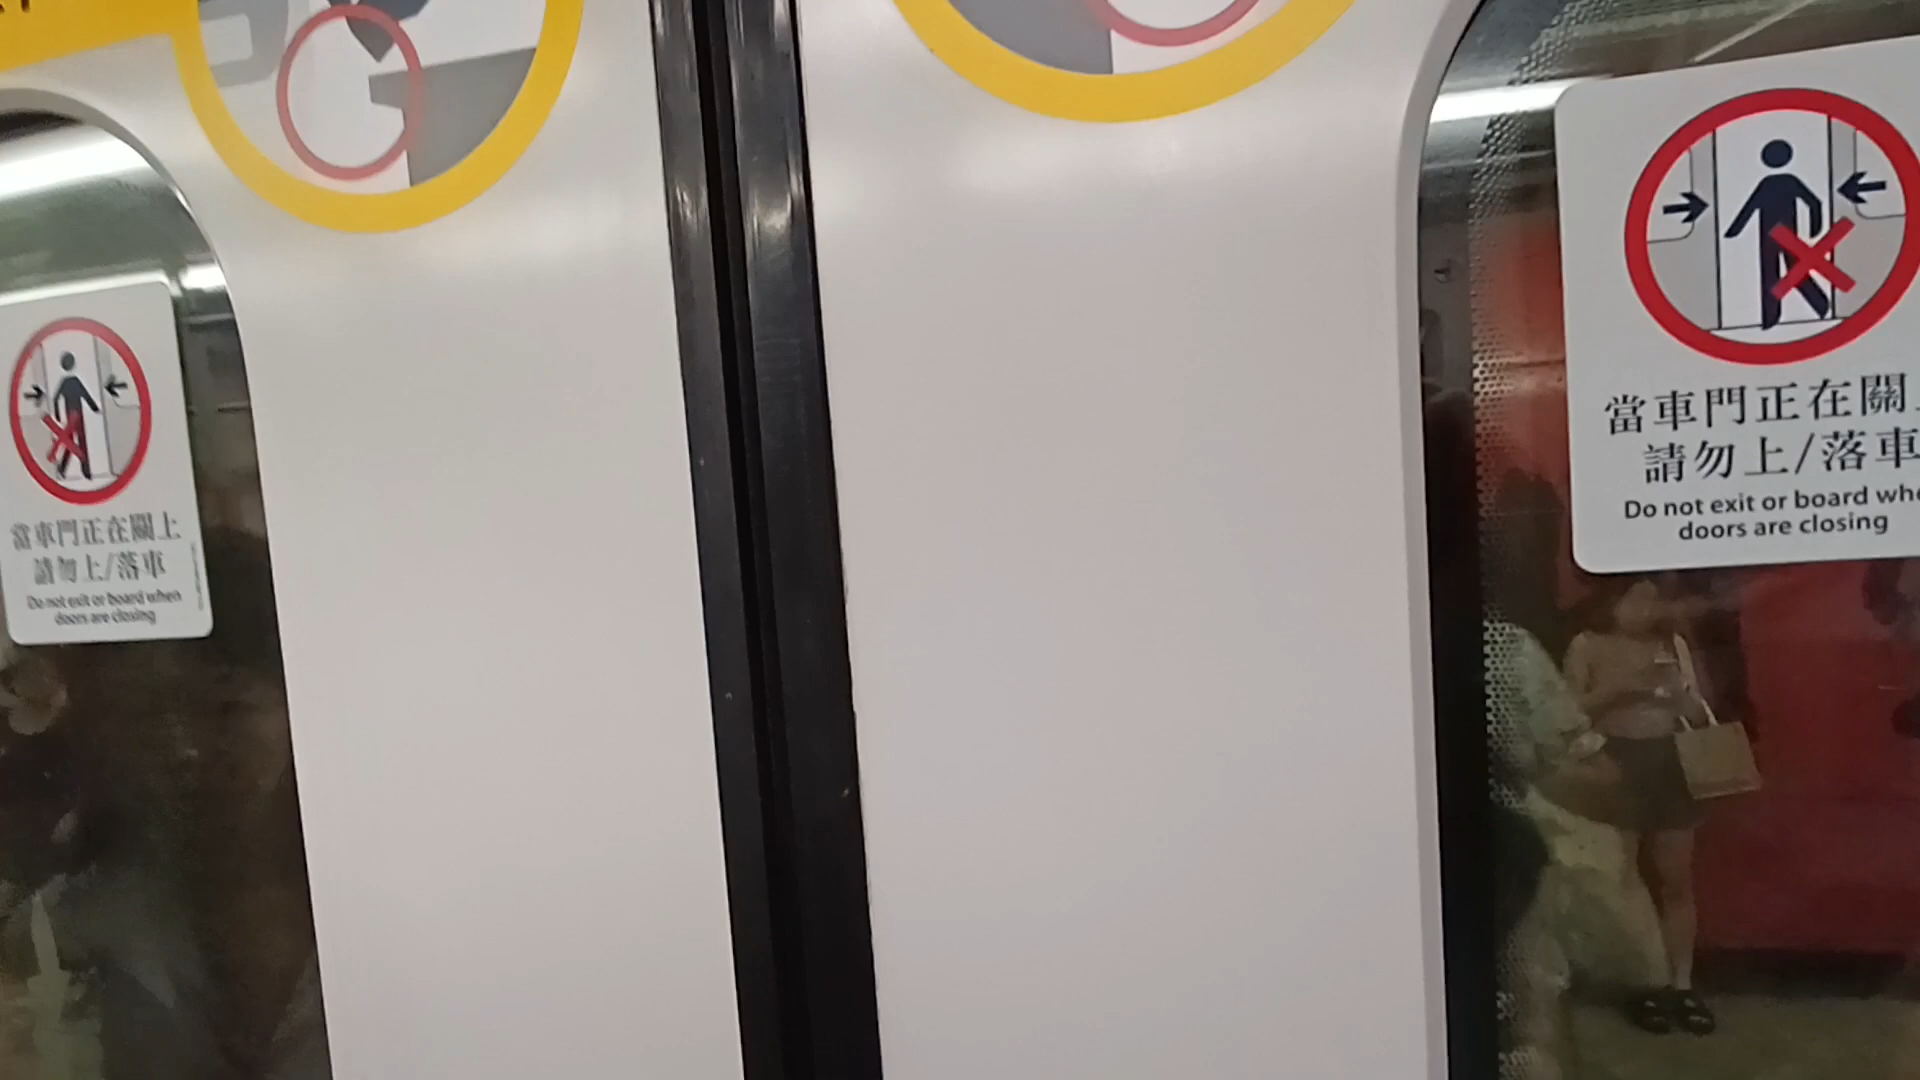 當車門正在關上
請勿上/落車
Do not exit or board when
doors are closing
當車門正在關
請勿上/落車
Do not exit or board whe
doors are closing